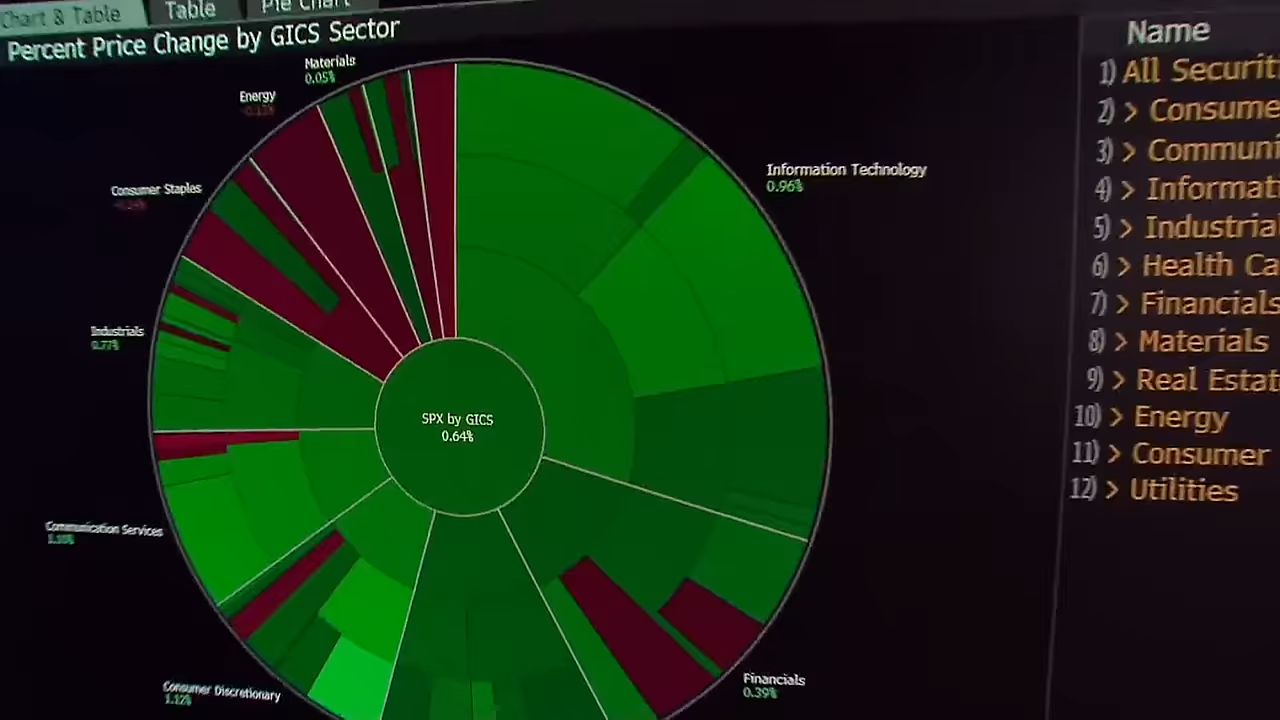 Chart & Table
Table
Pie Chart
Percent Price Change by GICS Sector
Materials
0.05%
Energy
Consumer Staples
Information Technology
0.96%
Industrials
0.77%
SPX by GICS
0.64%
Communication Services
Consumer Discretionary
1.12%
Financials
0.39%
Name
1) All Securit
2) > Consume
3) > Communi
4) > Informat
5) > Industria
6) > Health Ca
7) > Financials
8) > Materials
9) > Real Estat
10) > Energy
11) > Consumer
12) > Utilities